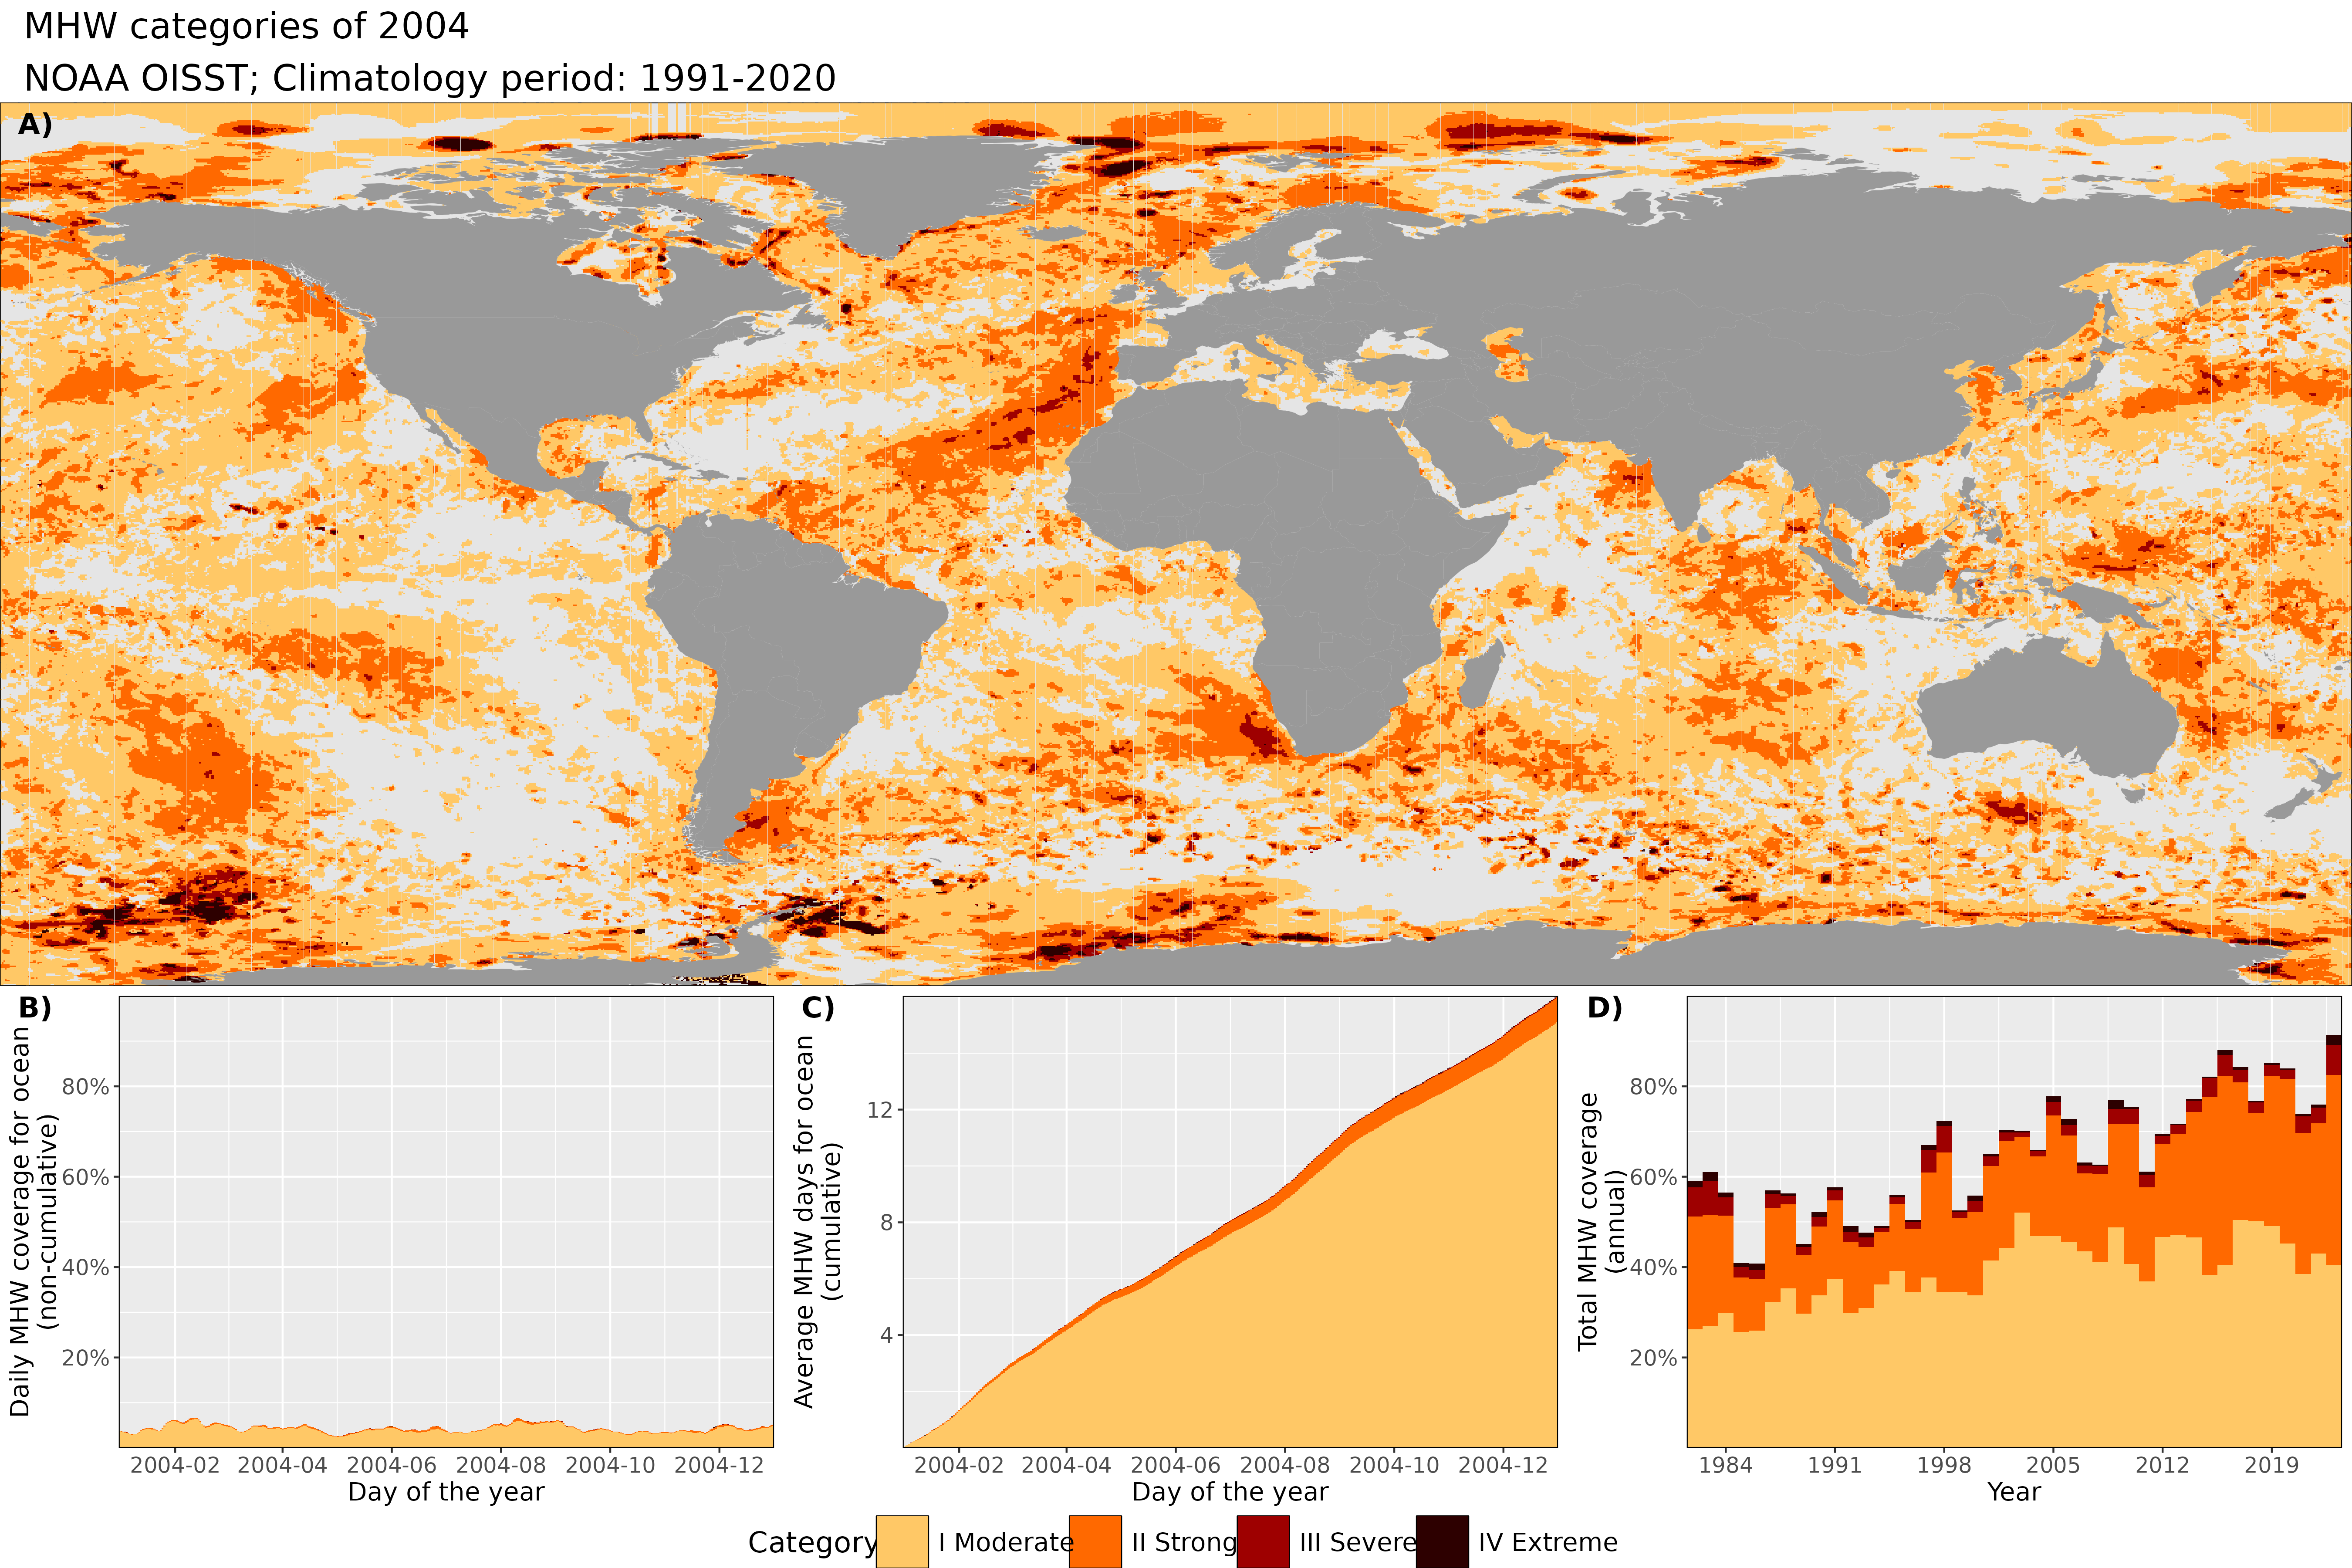 MHW categories of 2004
NOAA OISST; Climatology period: 1991-2020
A)
B)
Daily MHW coverage for ocean
(non-cumulative)
80%
60%
40%
20%
2004-02 2004-04 2004-06 2004-08 2004-10 2004-12
Day of the year
C)
Average MHW days for ocean
(cumulative)
12
8
4
2004-02 2004-04 2004-06 2004-08 2004-10 2004-12
Day of the year
D)
Total MHW coverage
(annual)
80%
60%
40%
20%
1984 1991 1998 2005 2012 2019
Year
Category I Moderate II Strong III Severe IV Extreme